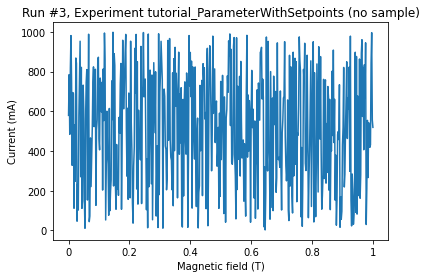 Run #3, Experiment tutorial_ParameterWithSetpoints (no sample)
Current (mA)
1000
800
600
400
200
0
0 0.2 0.4 0.6 0.8 1
Magnetic field (T)